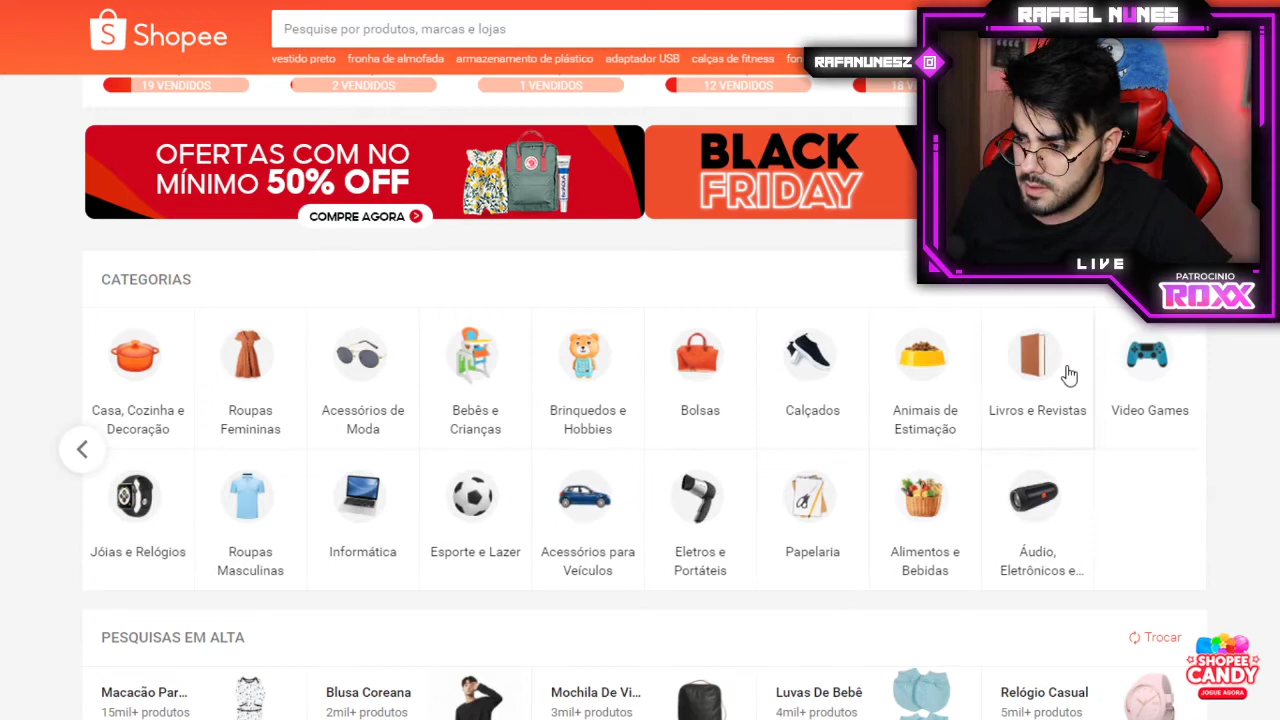 Shopee
Pesquise por produtos, marcas e lojas
vestido preto fronha de almofada armazenamento de plástico adaptador USB calças de fitness
19 VENDIDOS
2 VENDIDOS
1 VENDIDOS
12 VENDIDOS
RAFAEL NUNES
RAFANUNESZ
LIVE
PATROCINIO
ROXX
OFERTAS COM NO
MÍNIMO 50% OFF
COMPRE AGORA
BLACK
FRIDAY
CATEGORIAS
Casa, Cozinha e
Decoração
Roupas
Femininas
Acessórios de
Moda
Bebês e
Crianças
Brinquedos e
Hobbies
Bolsas
Calçados
Animais de
Estimação
Livros e Revistas
Video Games
Jóias e Relógios
Roupas
Masculinas
Informática
Esporte e Lazer
Acessórios para
Veículos
Eletros e
Portáteis
Papelaria
Alimentos e
Bebidas
Áudio,
Eletrônicos e...
PESQUISAS EM ALTA
Trocar
Macacão Par...
15mil+ produtos
Blusa Coreana
2mil+ produtos
Mochila De Vi...
3mil+ produtos
Luvas De Bebê
4mil+ produtos
Relógio Casual
5mil+ produtos
SHOPEE
CANDY
JOGUE AGORA